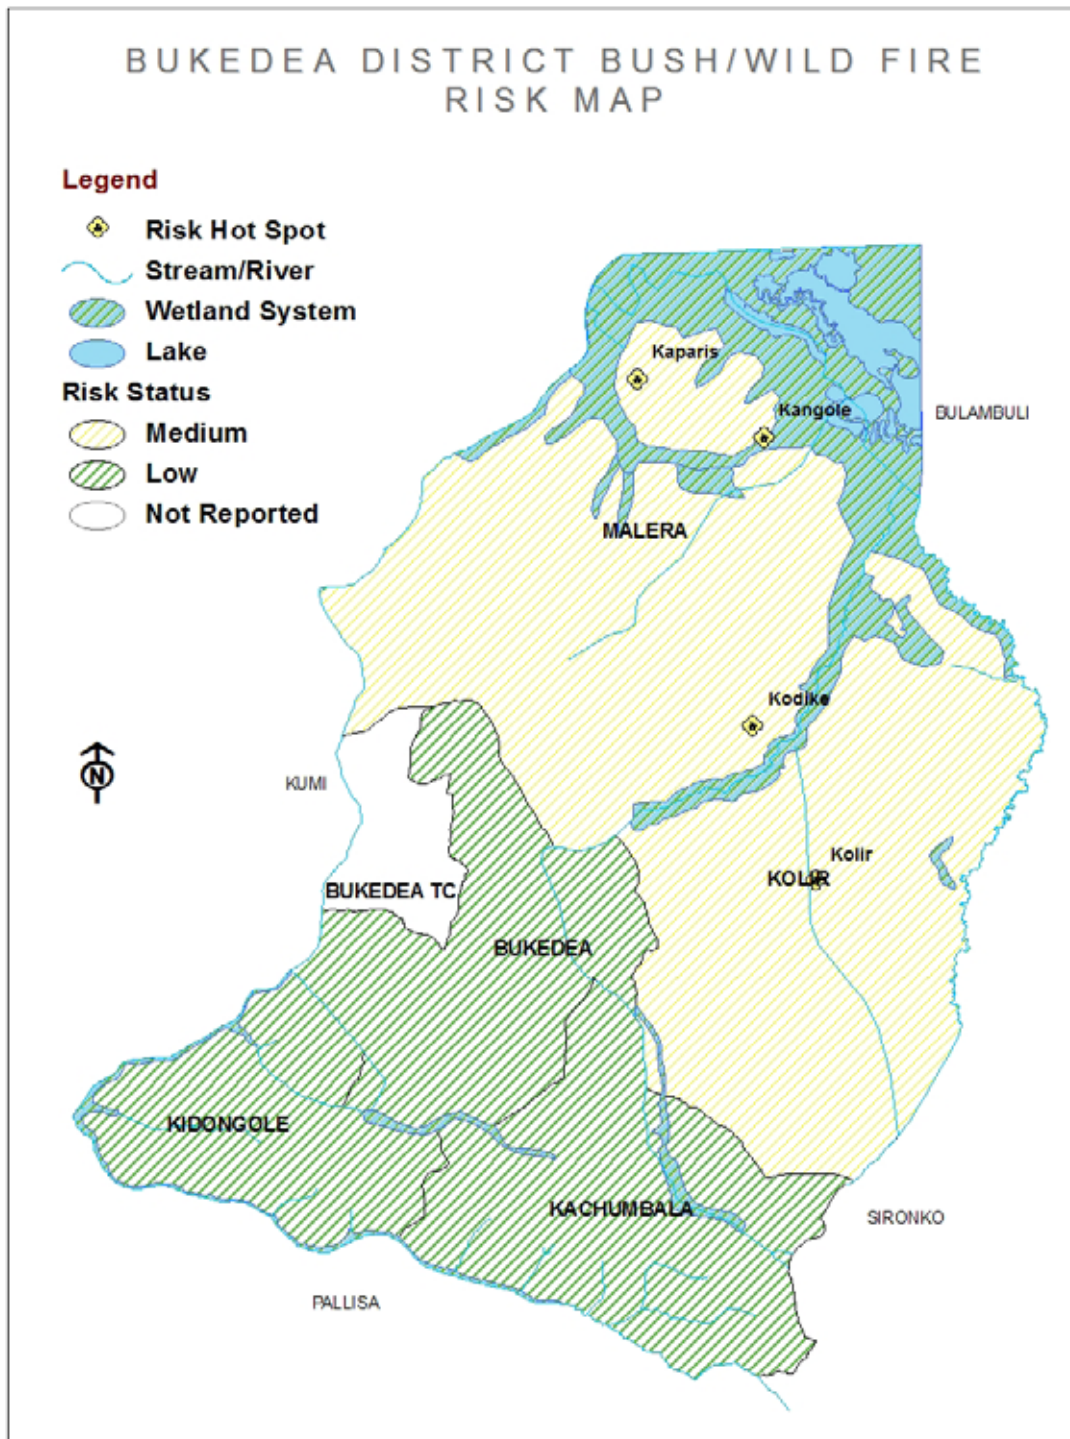 BUKEDEA DISTRICT BUSH/WILD FIRE
RISK MAP
Legend
Risk Hot Spot
Stream/River
Wetland System
Lake
Risk Status
Medium
Low
Not Reported
Kaparis
Kangole
BULAMBULI
MALERA
Kodike
N
KUMI
Kolir
KOLIR
BUKEDEA TC
BUKEDEA
KIDONGOLE
KACHUMBALA
SIRONKO
PALLISA